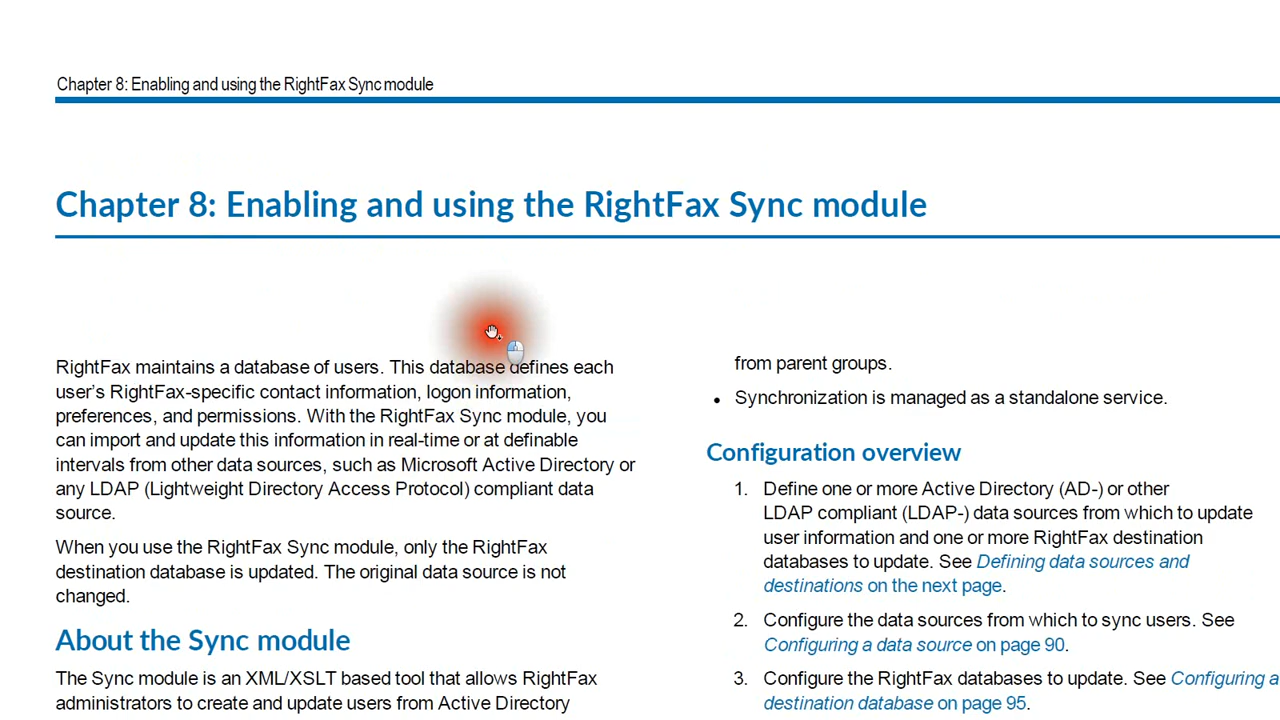 Chapter 8: Enabling and using the RightFax Sync module
Chapter 8: Enabling and using the RightFax Sync module
RightFax maintains a database of users. This database defines each
user's RightFax-specific contact information, logon information,
preferences, and permissions. With the RightFax Sync module, you
can import and update this information in real-time or at definable
intervals from other data sources, such as Microsoft Active Directory or
any LDAP (Lightweight Directory Access Protocol) compliant data
source.
When you use the RightFax Sync module, only the RightFax
destination database is updated. The original data source is not
changed.
About the Sync module
The Sync module is an XML/XSLT based tool that allows RightFax
administrators to create and update users from Active Directory
from parent groups.
• Synchronization is managed as a standalone service.
Configuration overview
1. Define one or more Active Directory (AD-) or other
LDAP compliant (LDAP-) data sources from which to update
user information and one or more RightFax destination
databases to update. See Defining data sources and
destinations on the next page.
2. Configure the data sources from which to sync users. See
Configuring a data source on page 90.
3. Configure the RightFax databases to update. See Configuring a
destination database on page 95.